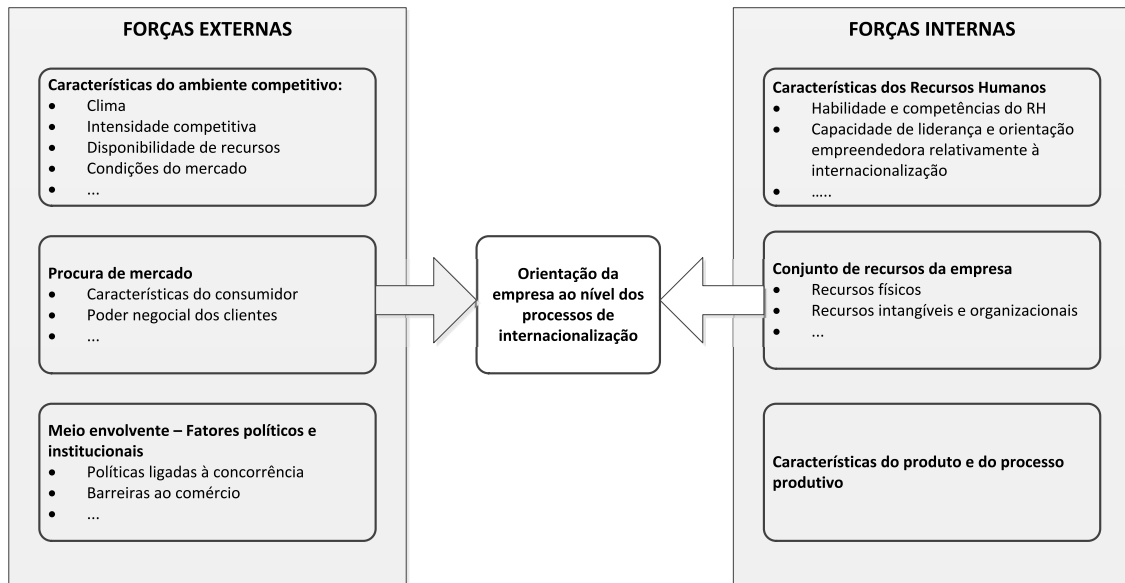 FORÇAS EXTERNAS
Característícas do ambiente competitivo:
• Clima
• Intensidade competitiva
• Disponibilidade de recursos
• Condições do mercado
• ...
Procura de mercado
• Características do consumidor
• Poder negocial dos clientes
• ...
Meio envolvente – Fatores políticos e
institucionais
• Políticas ligadas à concorrência
• Barreiras ao comércio
• ...
Orientação da
empresa ao nível dos
processos de
internacionalização
FORÇAS INTERNAS
Características dos Recursos Humanos
• Habilidade e competências do RH
• Capacidade de liderança e orientação
empreendedora relativamente à
internacionalização
• …..
Conjunto de recursos da empresa
• Recursos físicos
• Recursos intangíveis e organizacionais
• ...
Características do produto e do processo
produtivo